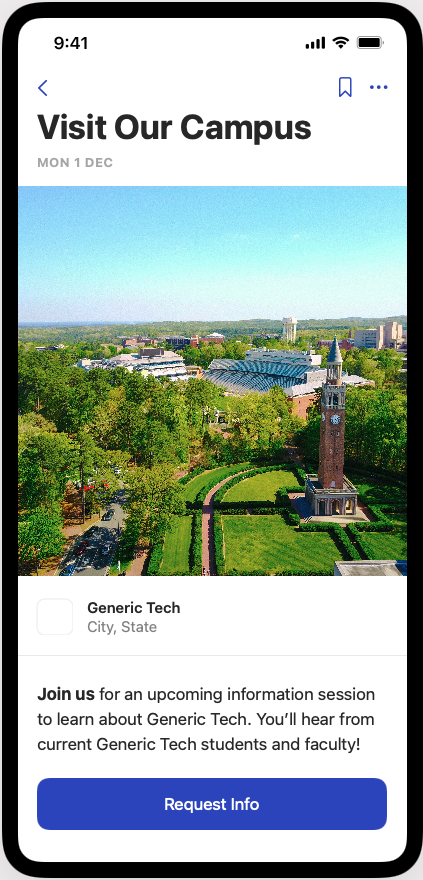 9:41
Visit Our Campus
MON 1 DEC
Generic Tech
City, State
Join us for an upcoming information session
to learn about Generic Tech. You’ll hear from
current Generic Tech students and faculty!
Request Info